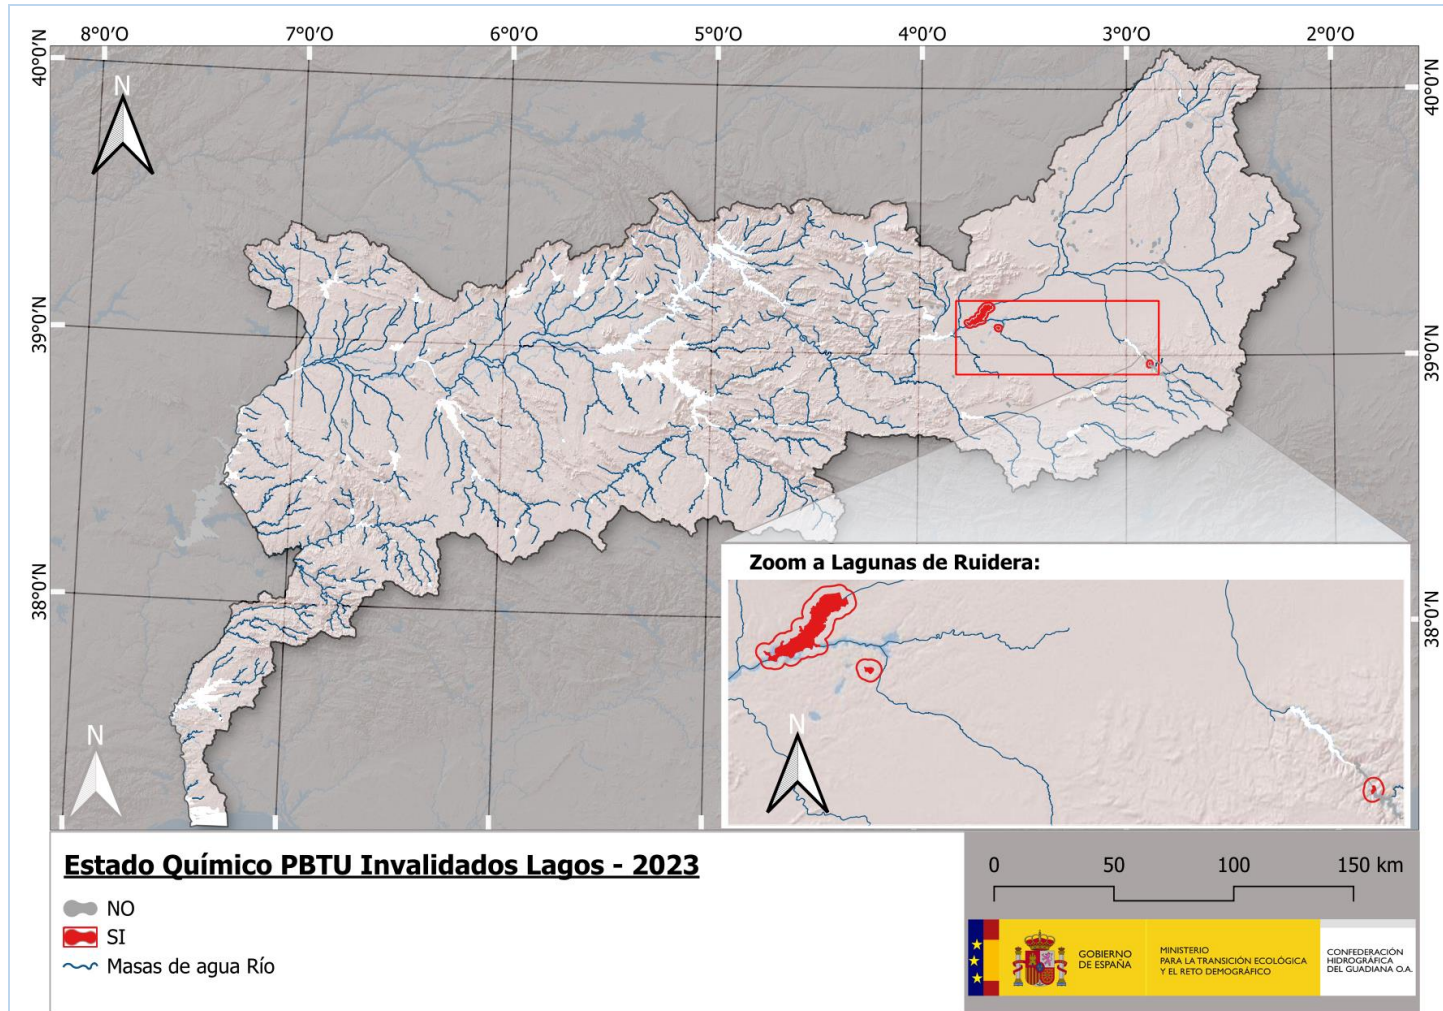 8°0′O 7°0′O 6°0′O 5°0′O 4°0′O 3°0′O 2°0′O
40°0′N 40°0′N
N
39°0′N 39°0′N
38°0′N 38°0′N
Zoom a Lagunas de Ruidera:
N
N
Estado Químico PBTU Invalidados Lagos - 2023
NO
SI
Masas de agua Río
0 50 100 150 km
GOBIERNO
DE ESPAÑA
MINISTERIO
PARA LA TRANSICIÓN ECOLÓGICA
Y EL RETO DEMOGRÁFICO
CONFEDERACIÓN
HIDROGRÁFICA
DEL GUADIANA O.A.